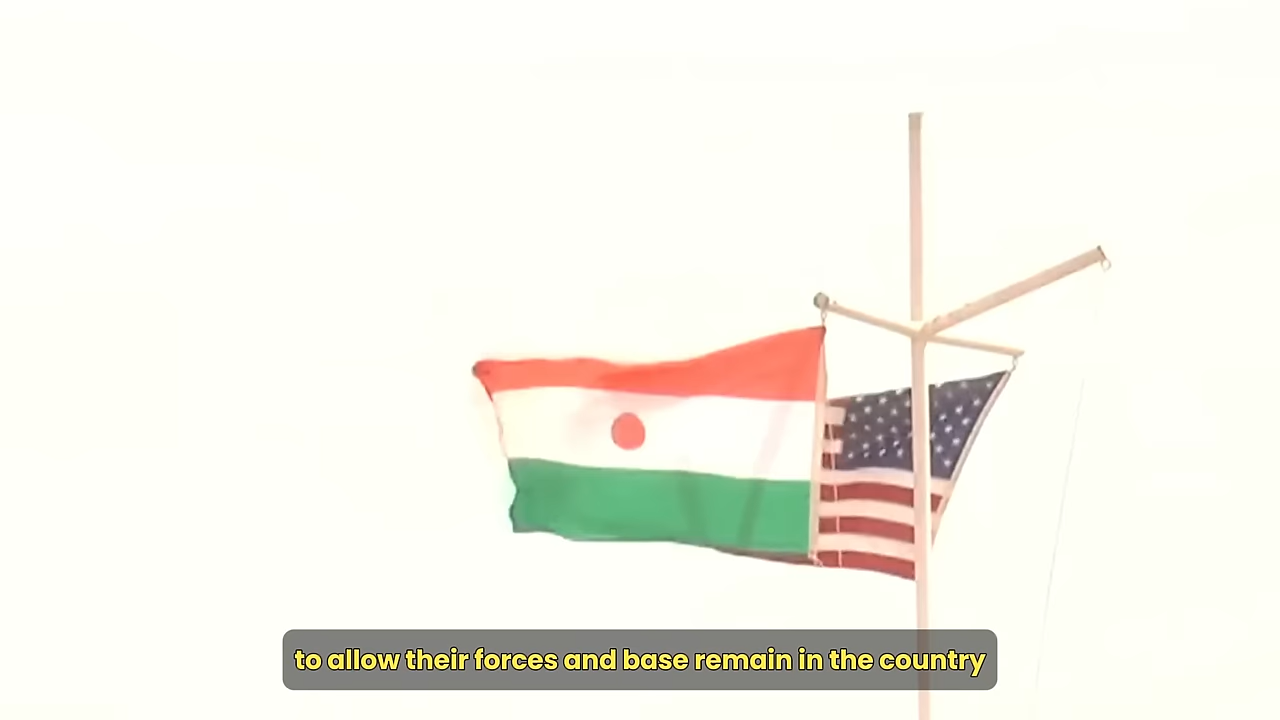 to allow their forces and base remain in the country